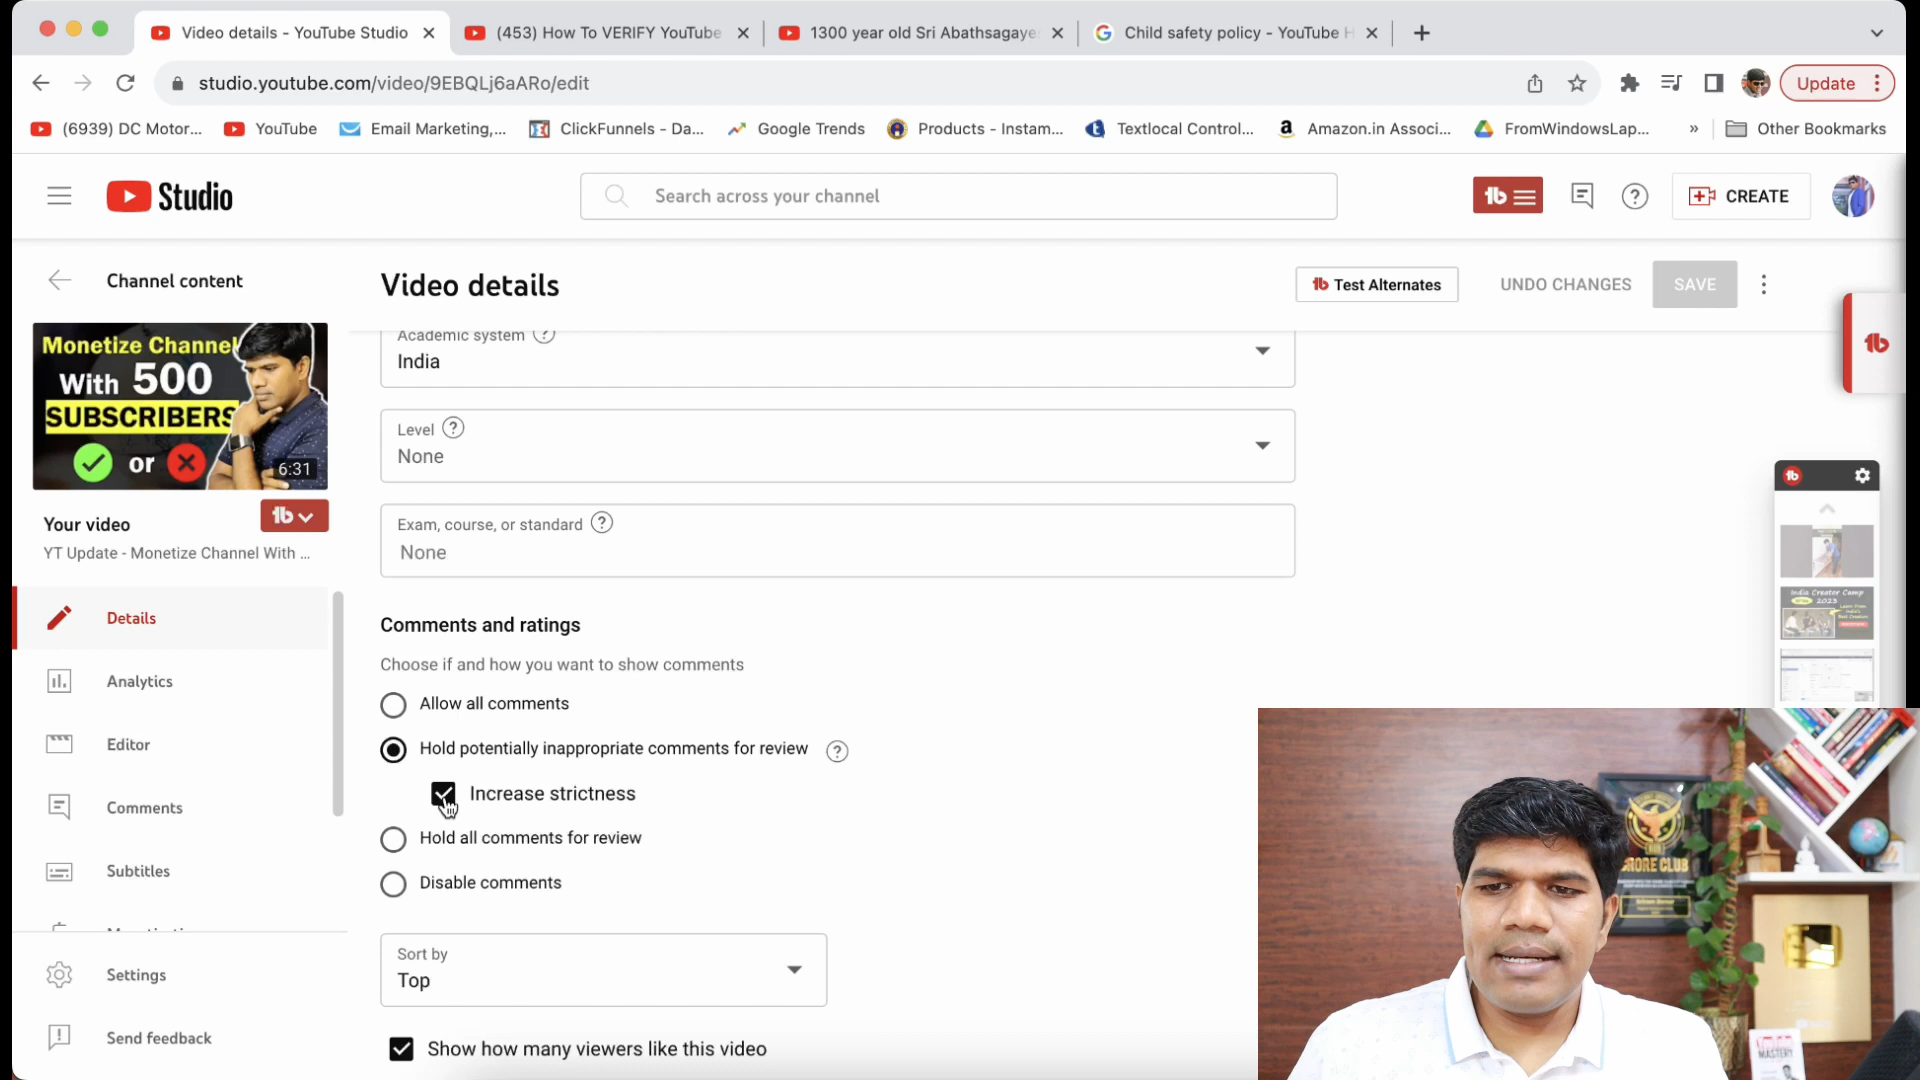 Video details - YouTube Studio
(453) How To VERIFY YouTube
1300 year old Sri Abathsagaye
Child safety policy - YouTube H
studio.youtube.com/video/9EBQLj6aARo/edit
Update
(6939) DC Motor...
YouTube
Email Marketing,...
ClickFunnels - Da...
Google Trends
Products - Instam...
Textlocal Control...
Amazon.in Associ...
FromWindowsLap...
»
Other Bookmarks
Studio
Search across your channel
CREATE
Channel content
Video details
Test Alternates
UNDO CHANGES
SAVE
Monetize Channel
With 500
SUBSCRIBERS
or
6:31
Your video
YT Update - Monetize Channel With ...
Details
Analytics
Editor
Comments
Subtitles
Settings
Send feedback
Academic system
India
Level
None
Exam, course, or standard
None
Comments and ratings
Choose if and how you want to show comments
Allow all comments
Hold potentially inappropriate comments for review
Increase strictness
Hold all comments for review
Disable comments
Sort by
Top
Show how many viewers like this video
India Creator Camp
2023
CRORE CLUB
MASTERY